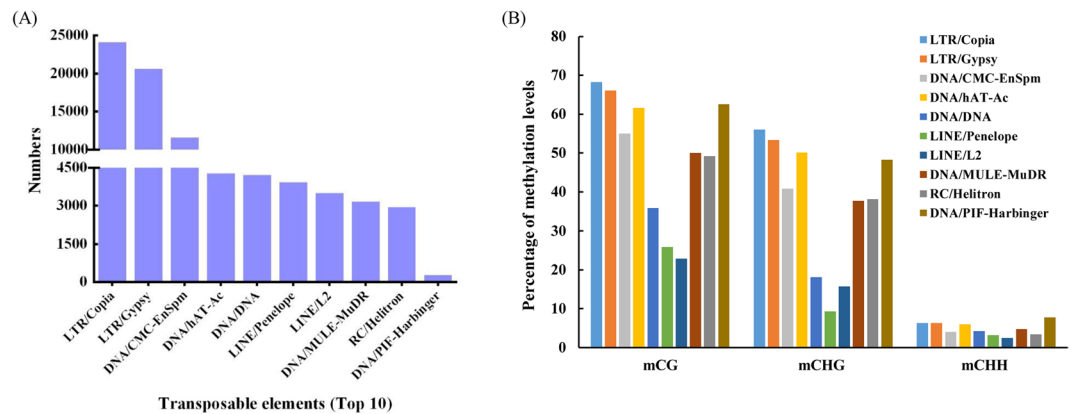 (A)
Numbers
25000
20000
15000
10000
4500
3000
1500
0
LTR/Copia
LTR/Gypsy
DNA/CMC-EnSpm
DNA/hAT-Ac
DNA/DNA
LINE/Penelope
LINE/L2
DNA/MULE-MuDR
RC/Helitron
DNA/PIF-Harbinger
Transposable elements (Top 10)
(B)
Percentage of methylation levels
80
70
60
50
40
30
20
10
0
mCG
mCHG
mCHH
LTR/Copia
LTR/Gypsy
DNA/CMC-EnSpm
DNA/hAT-Ac
DNA/DNA
LINE/Penelope
LINE/L2
DNA/MULE-MuDR
RC/Helitron
DNA/PIF-Harbinger